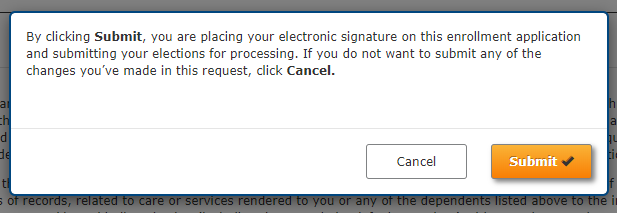 By clicking Submit, you are placing your electronic signature on this enrollment application
and submitting your elections for processing. If you do not want to submit any of the
changes you’ve made in this request, click Cancel.
Cancel
Submit
of records, related to care or services rendered to you or any of the dependents listed above to the